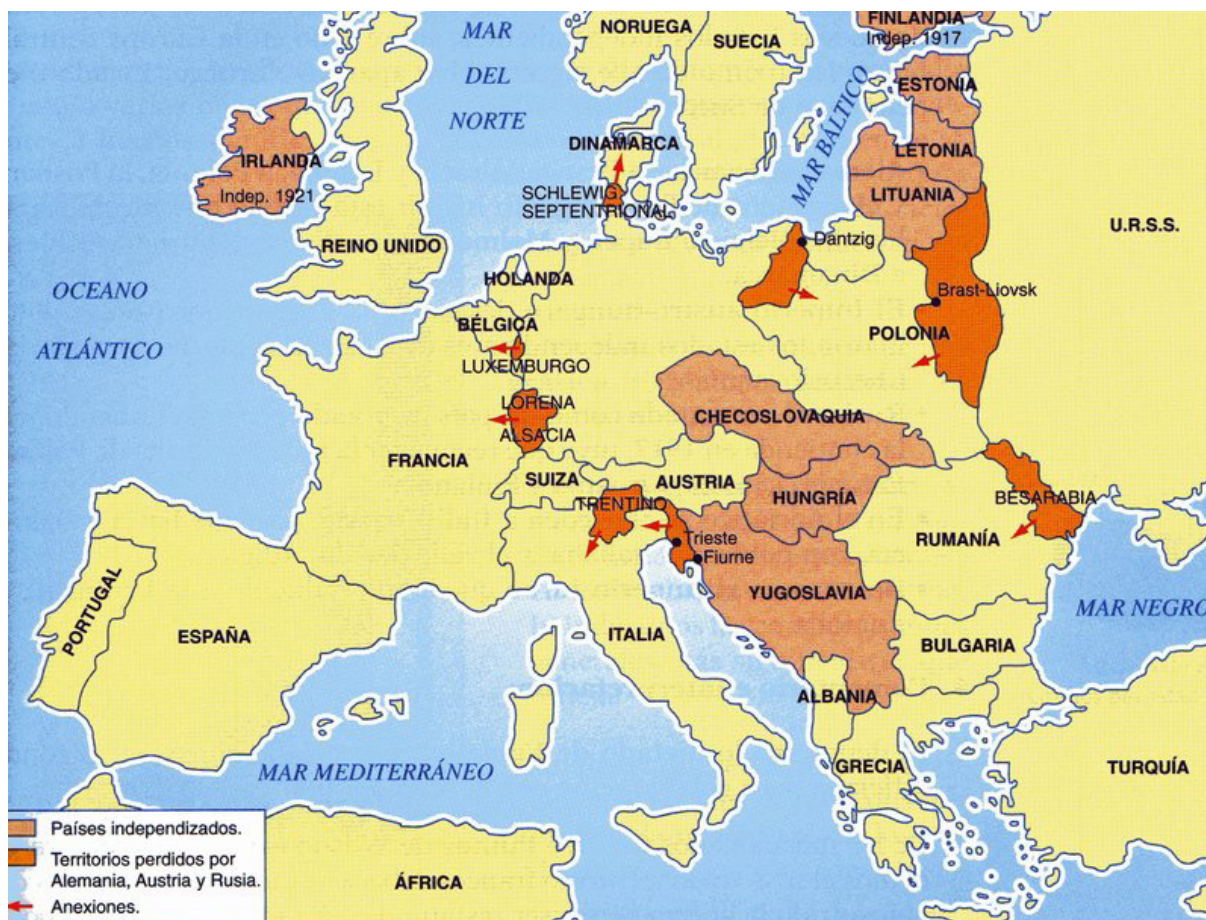 MAR
DEL
NORTE
NORUEGA
SUECIA
FINLANDIA
Indep. 1917
ESTONIA
MAR BÁLTICO
LETONIA
LITUANIA
IRLANDA
Indep. 1921
DINAMARCA
SCHLEWIG
SEPTENTRIONAL
REINO UNIDO
Dantzig
U.R.S.S.
HOLANDA
OCEANO
ATLÁNTICO
Brast-Liovsk
BÉLGICA
POLONIA
LUXEMBURGO
LORENA
ALSACIA
CHECOSLOVAQUIA
FRANCIA
SUIZA
AUSTRIA
HUNGRÍA
BESARABIA
TRENTINO
Trieste
Fiurne
RUMANÍA
YUGOSLAVIA
PORTUGAL
ESPAÑA
ITALIA
BULGARIA
MAR NEGRO
ALBANIA
MAR MEDITERRÁNEO
GRECIA
TURQUÍA
ÁFRICA
Países independizados.
Territorios perdidos por
Alemania, Austria y Rusia.
Anexiones.